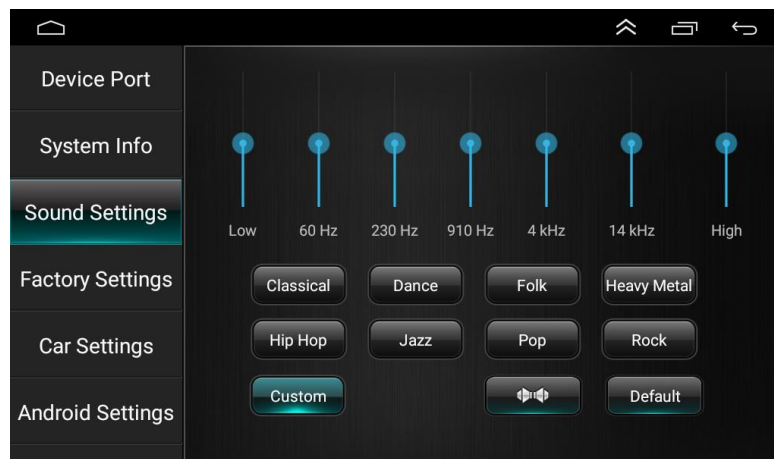 Device Port
System Info
Sound Settings
Factory Settings
Car Settings
Android Settings
Low 60 Hz 230 Hz 910 Hz 4 kHz 14 kHz High
Classical Dance Folk Heavy Metal
Hip Hop Jazz Pop Rock
Custom Default